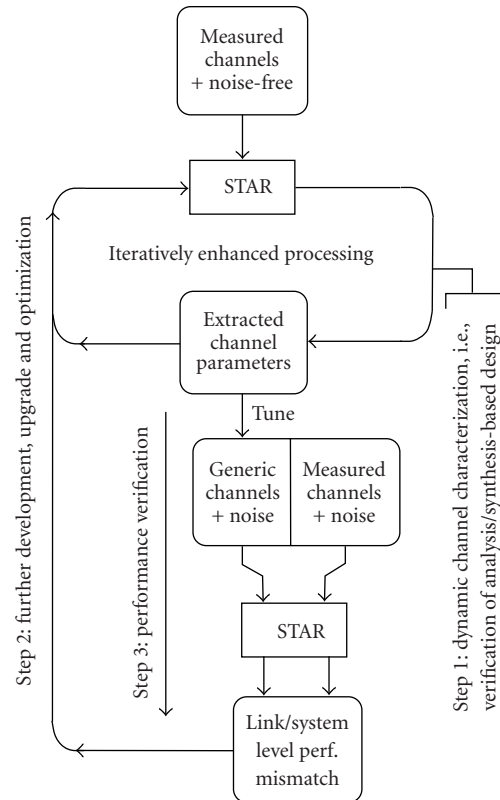 Measured
channels
+ noise-free
STAR
Iteratively enhanced processing
Extracted
channel
parameters
Tune
Generic
channels
+ noise
Measured
channels
+ noise
STAR
Link/system
level perf.
mismatch
Step 2: further development, upgrade and optimization
Step 3: performance verification
Step 1: dynamic channel characterization, i.e.,
verification of analysis/synthesis-based design